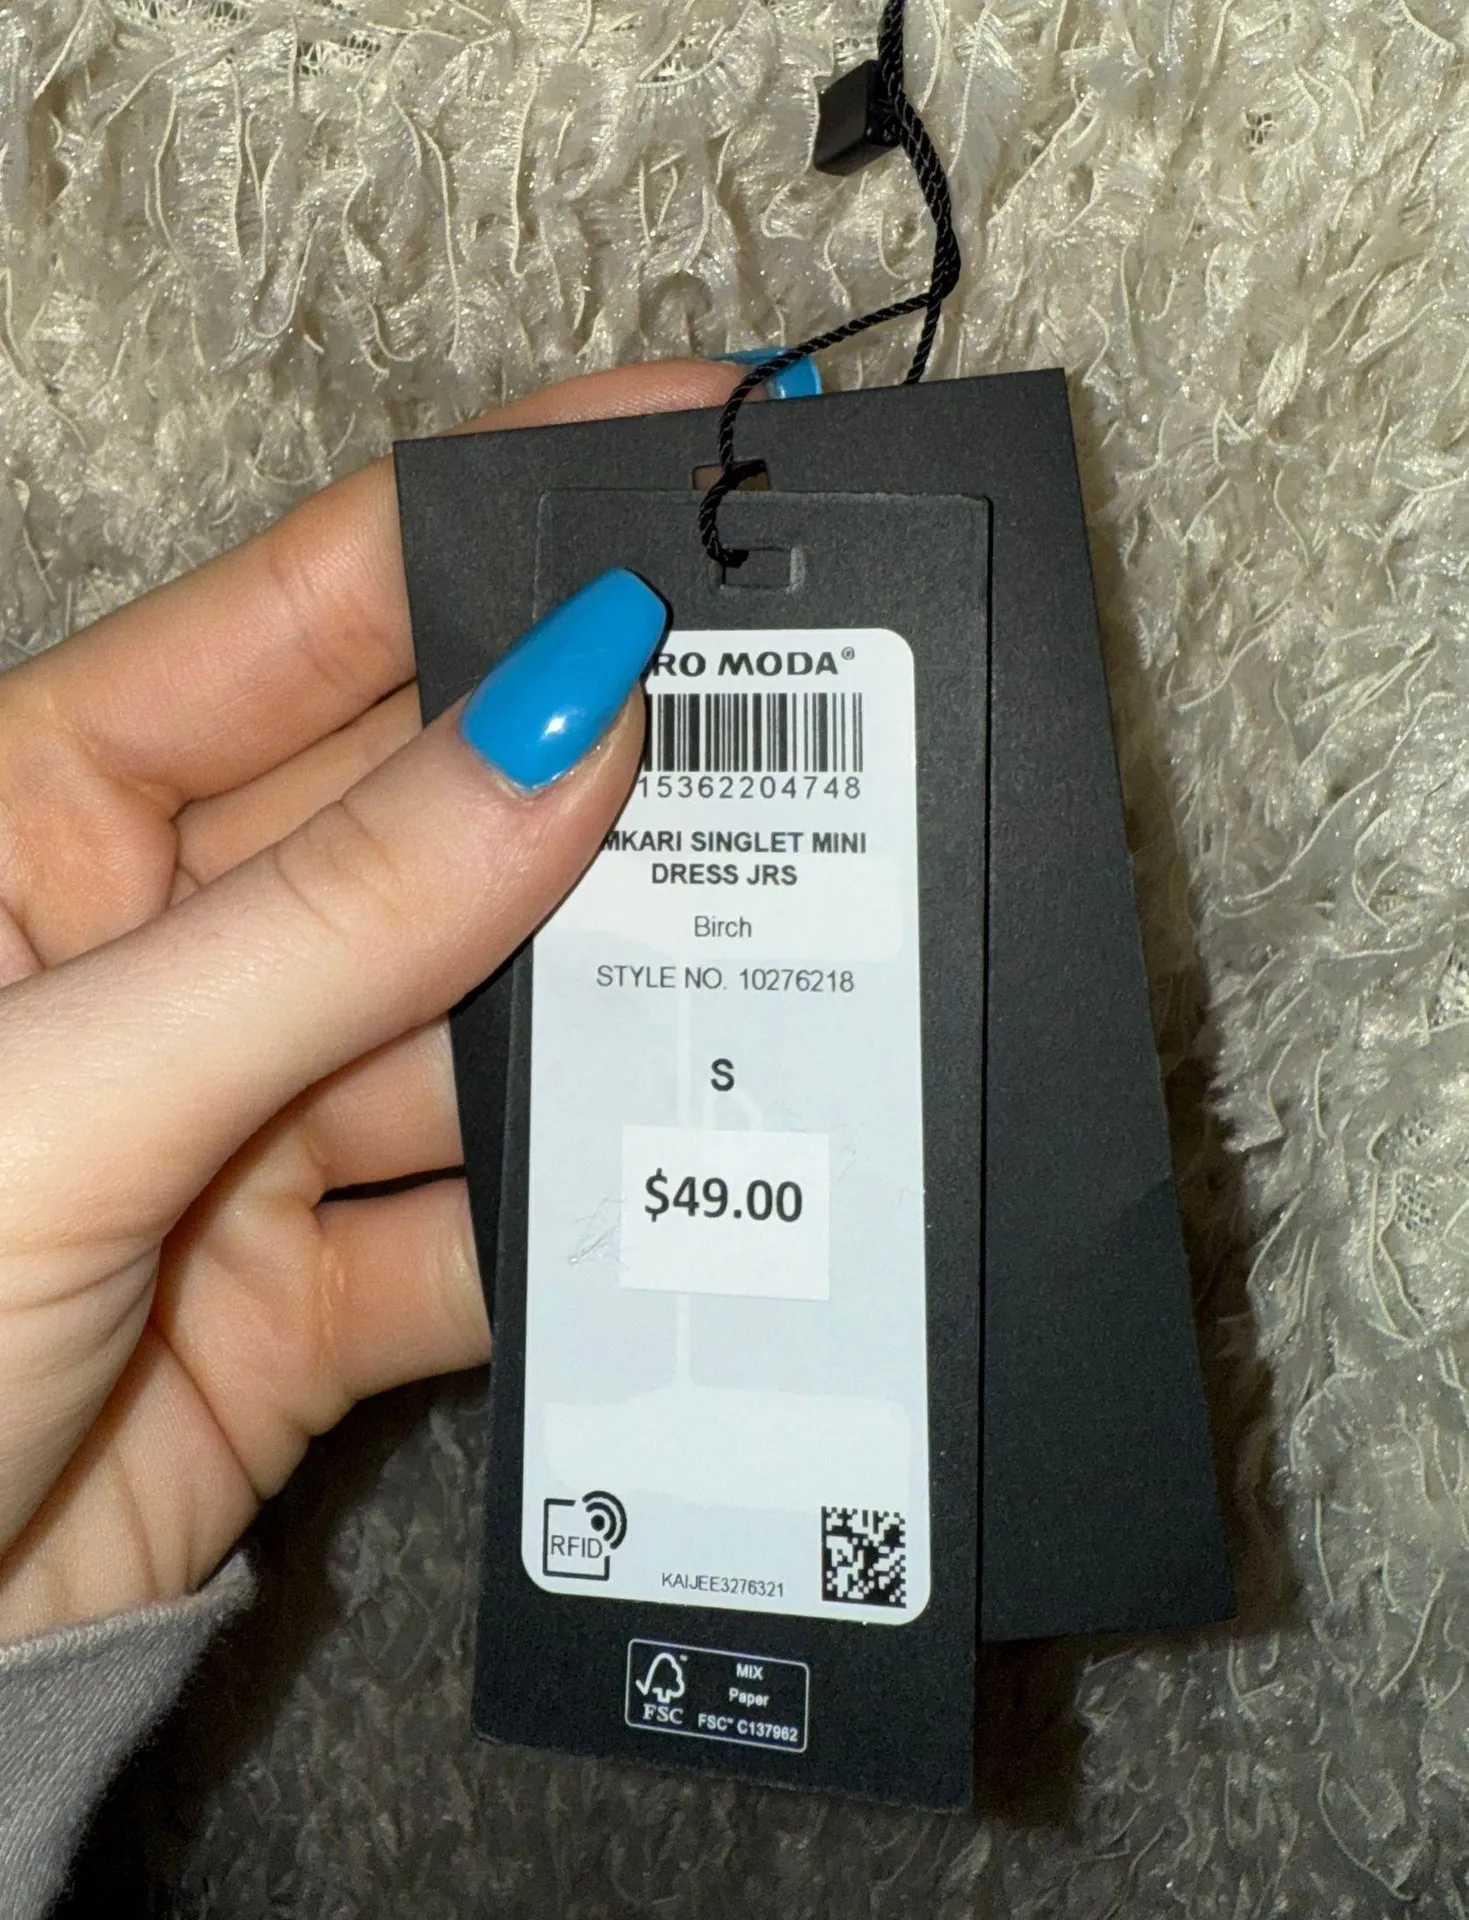 RO MODA®
15362204748
MKARI SINGLET MINI
DRESS JRS
Birch
STYLE NO. 10276218
S
$49.00
RFID
KAIJEE3276321
FSC
MIX
Paper
FSC® C137962